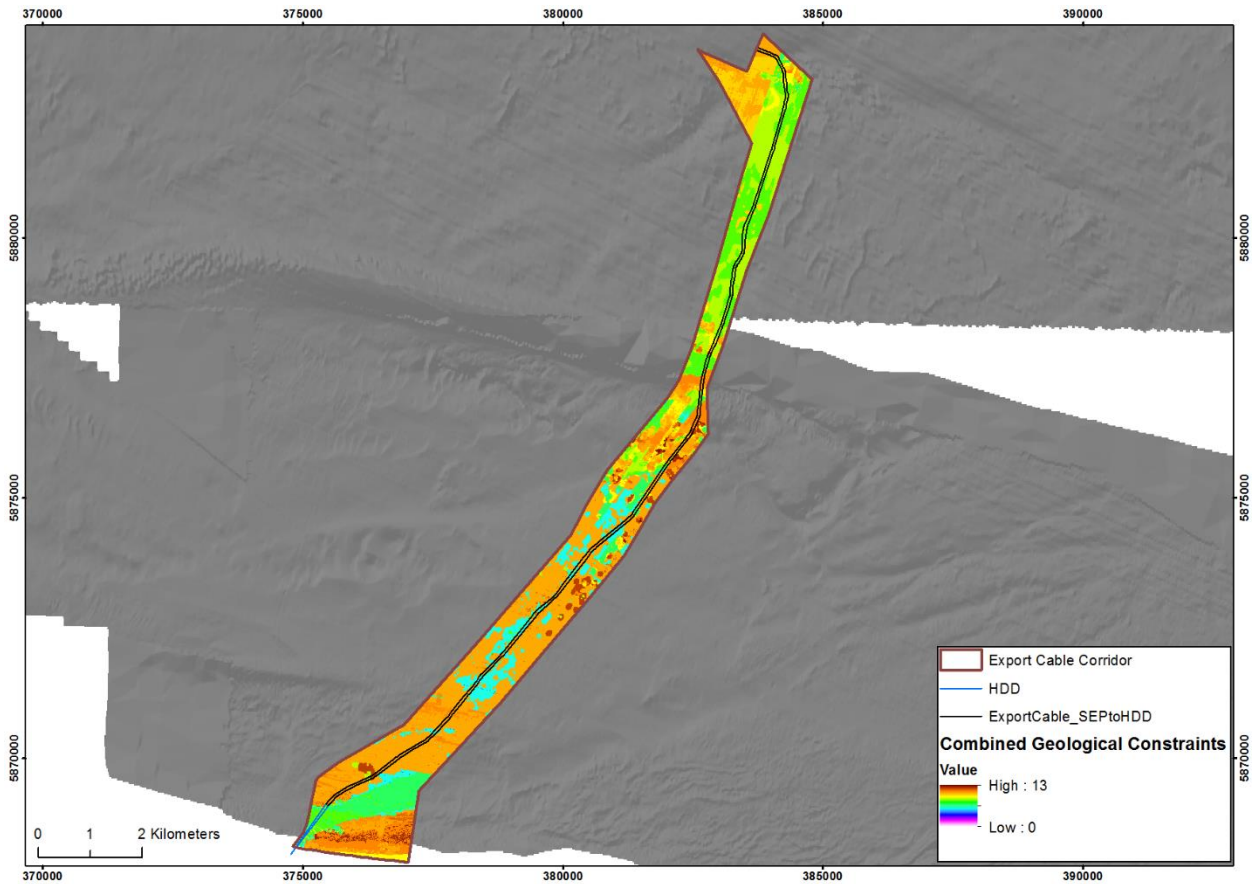 370000 375000 380000 385000 390000
5880000 5880000
5875000 5875000
5870000 5870000
Export Cable Corridor
HDD
ExportCable_SEPtoHDD
Combined Geological Constraints
Value
High : 13
Low : 0
0 1 2 Kilometers
370000 375000 380000 385000 390000